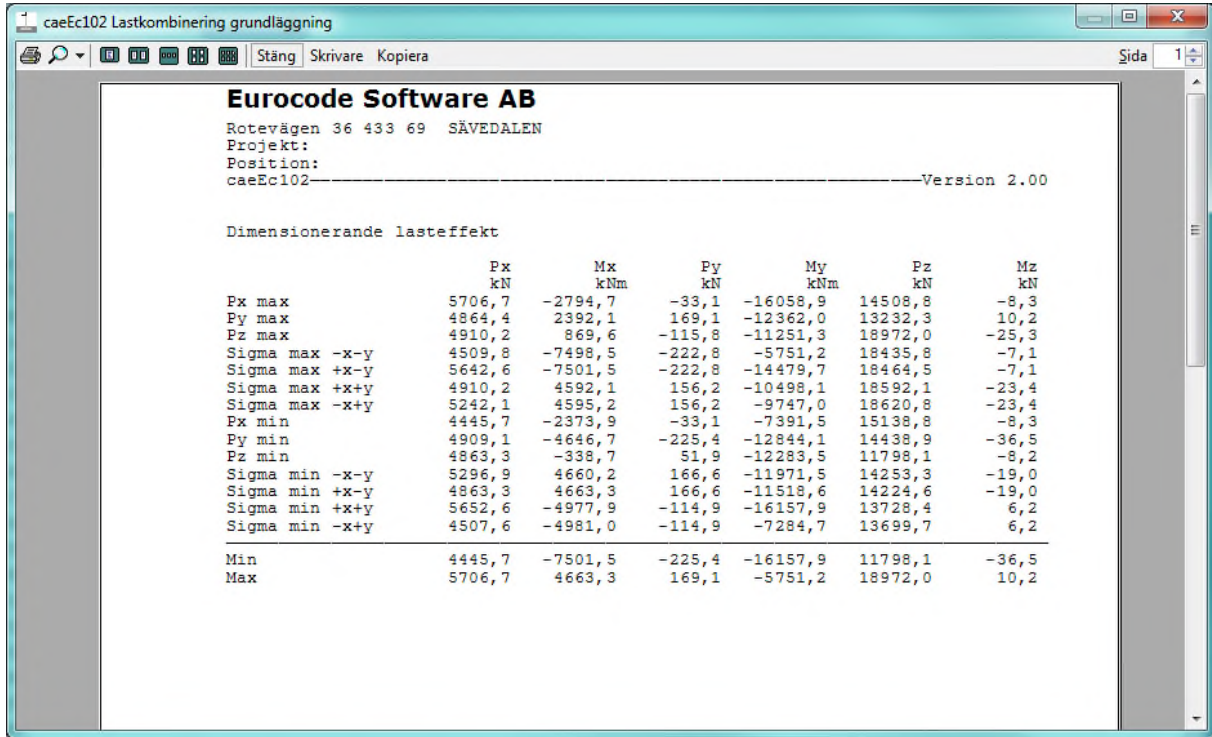 caeEc102 Lastkombinering grundläggning
Stäng Skrivare Kopiera Sida 1
Eurocode Software AB
Rotevägen 36 433 69 SÄVEDALEN
Projekt:
Position:
caeEc102 Version 2.00
Dimensionerande lasteffekt
Px Mx Py My Pz Mz
kN kNm kN kNm kN kN
Px max 5706,7 -2794,7 -33,1 -16058,9 14508,8 -8,3
Py max 4864,4 2392,1 169,1 -12362,0 13232,3 10,2
Pz max 4910,2 869,6 -115,8 -11251,3 18972,0 -25,3
Sigma max -x-y 4509,8 -7498,5 -222,8 -5751,2 18435,8 -7,1
Sigma max +x-y 5642,6 -7501,5 -222,8 -14479,7 18464,5 -7,1
Sigma max +x+y 4910,2 4592,1 156,2 -10498,1 18592,1 -23,4
Sigma max -x+y 5242,1 4595,2 156,2 -9747,0 18620,8 -23,4
Px min 4445,7 -2373,9 -33,1 -7391,5 15138,8 -8,3
Py min 4909,1 -4646,7 -225,4 -12844,1 14438,9 -36,5
Pz min 4863,3 -338,7 51,9 -12283,5 11798,1 -8,2
Sigma min -x-y 5296,9 4660,2 166,6 -11971,5 14253,3 -19,0
Sigma min +x-y 4863,3 4663,3 166,6 -11518,6 14224,6 -19,0
Sigma min +x+y 5652,6 -4977,9 -114,9 -16157,9 13728,4 6,2
Sigma min -x+y 4507,6 -4981,0 -114,9 -7284,7 13699,7 6,2
Min 4445,7 -7501,5 -225,4 -16157,9 11798,1 -36,5
Max 5706,7 4663,3 169,1 -5751,2 18972,0 10,2